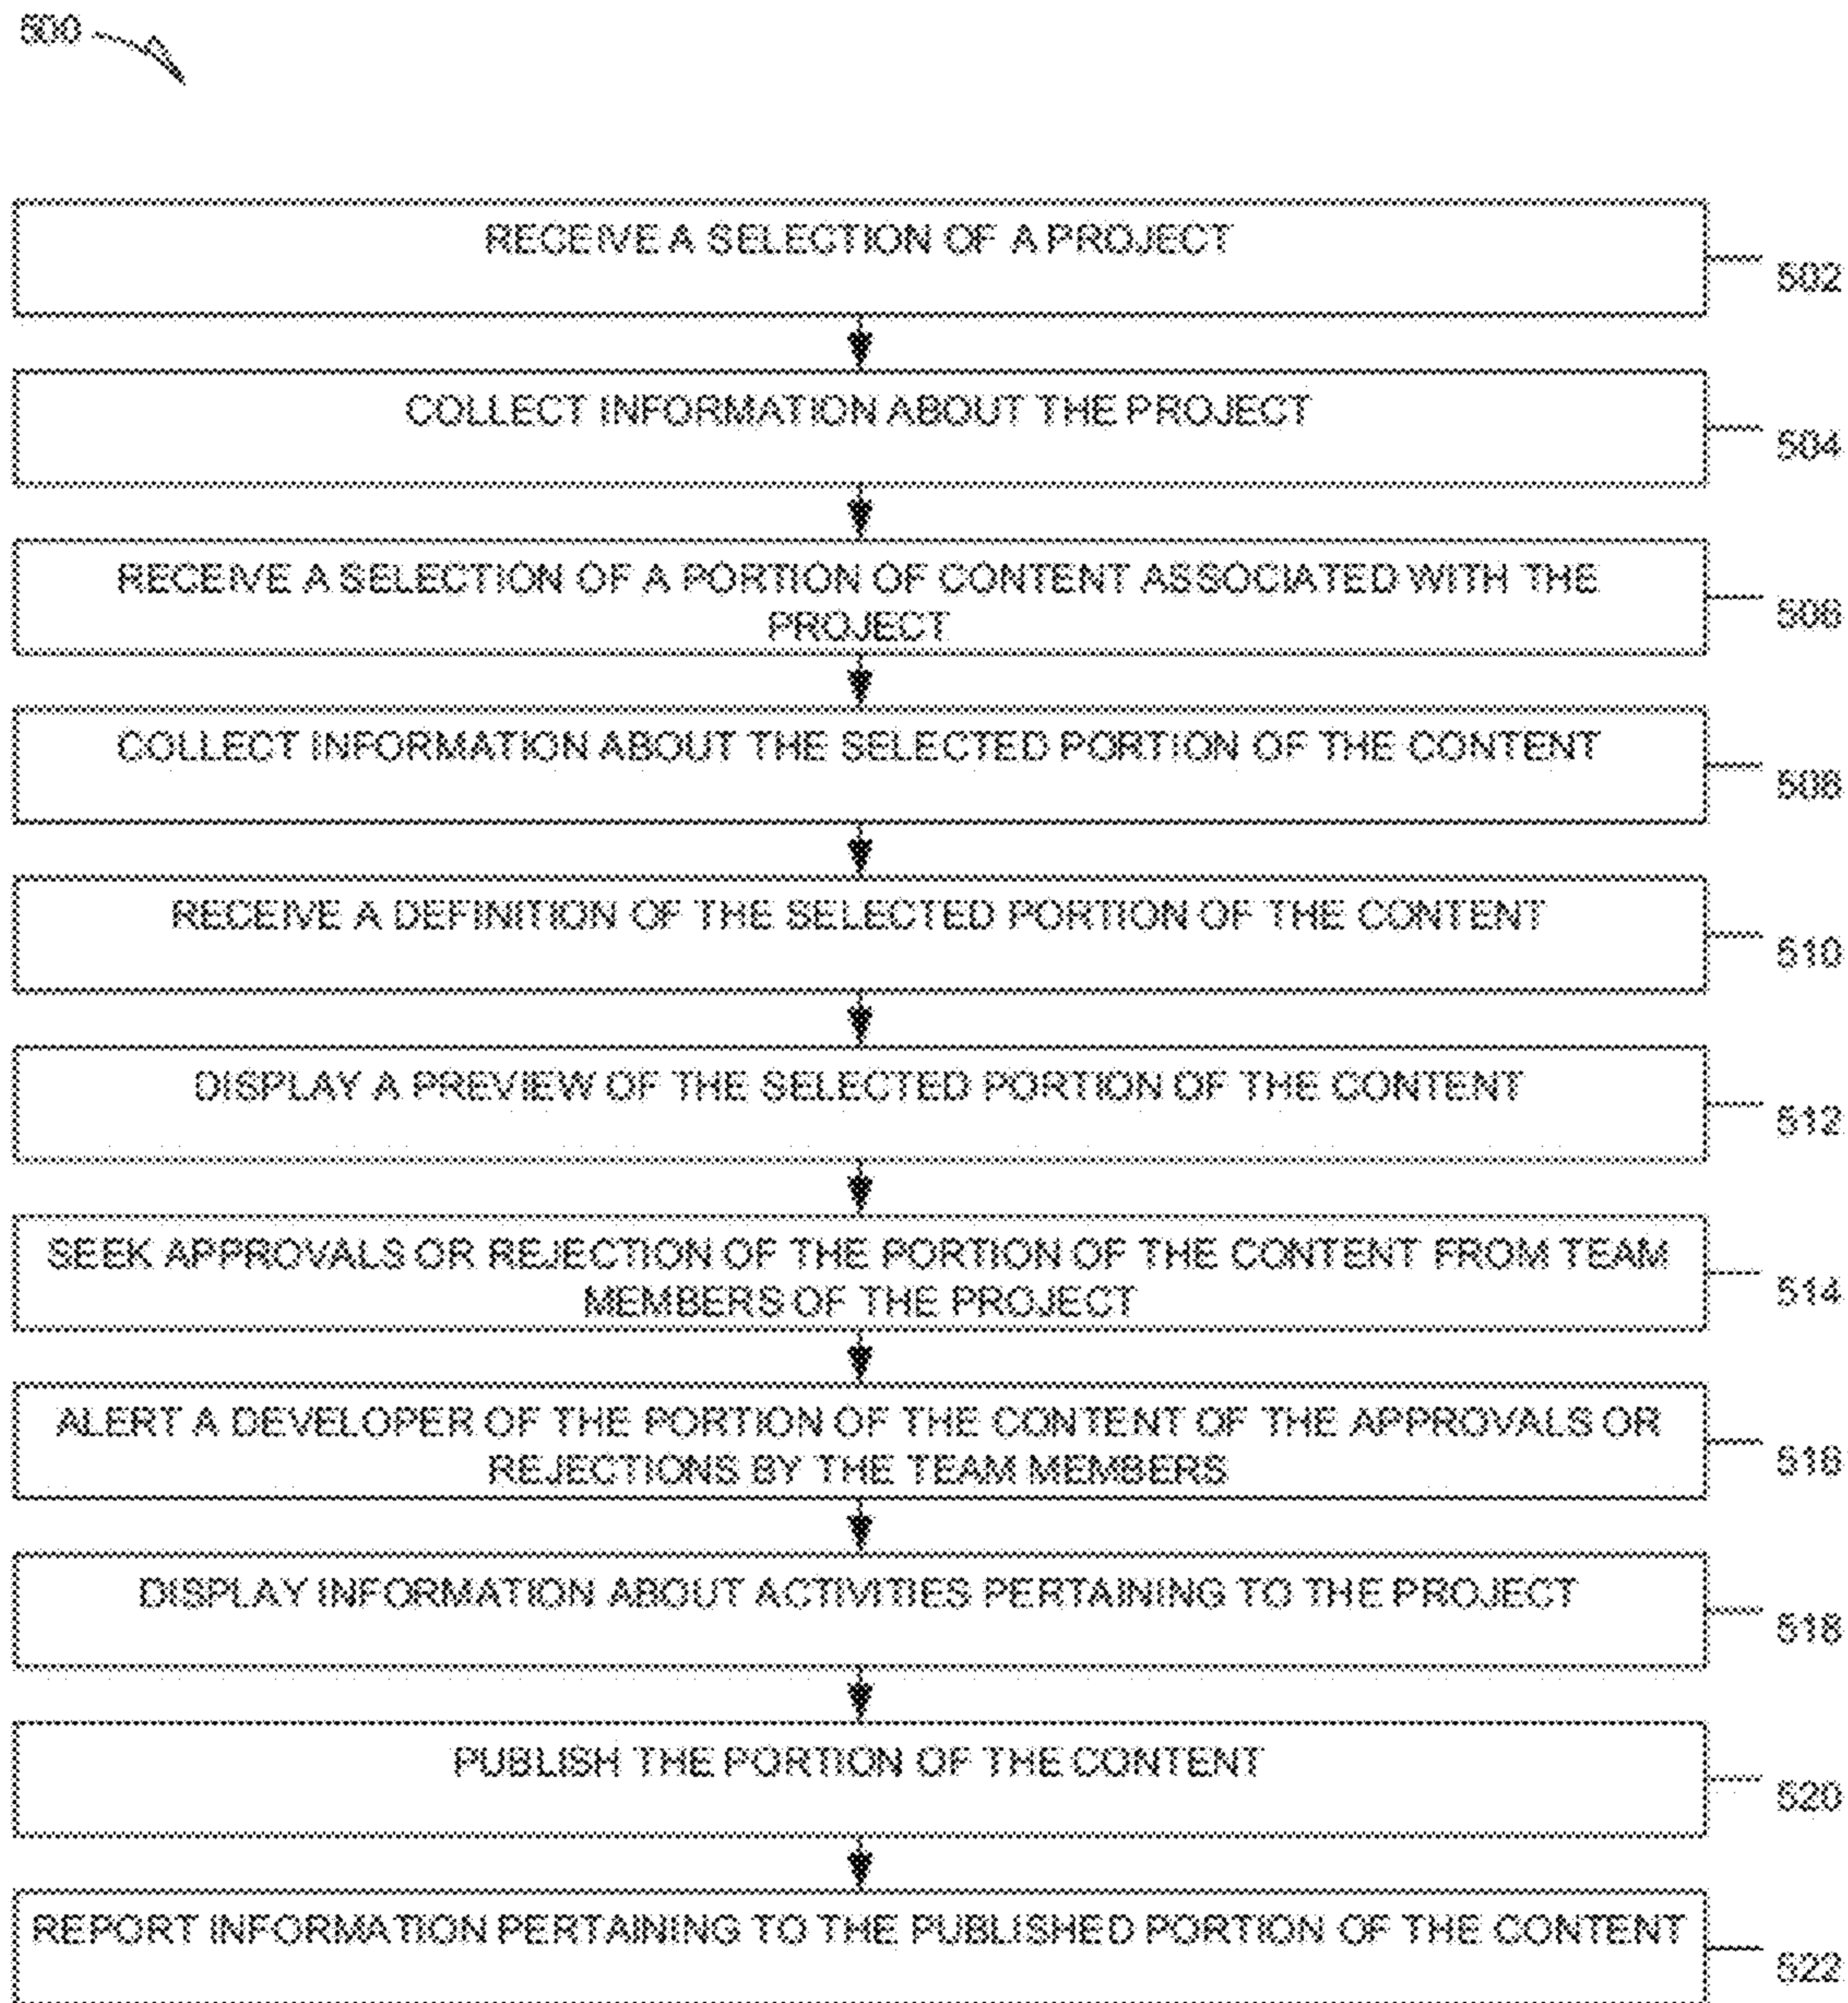 500
RECEIVE A SELECTION OF A PROJECT
502
COLLECT INFORMATION ABOUT THE PROJECT
504
RECEIVE A SELECTION OF A PORTION OF CONTENT ASSOCIATED WITH THE
PROJECT
506
COLLECT INFORMATION ABOUT THE SELECTED PORTION OF THE CONTENT
508
RECEIVE A DEFINITION OF THE SELECTED PORTION OF THE CONTENT
510
DISPLAY A PREVIEW OF THE SELECTED PORTION OF THE CONTENT
512
SEEK APPROVALS OR REJECTION OF THE PORTION OF THE CONTENT FROM TEAM
MEMBERS OF THE PROJECT
514
ALERT A DEVELOPER OF THE PORTION OF THE CONTENT OF THE APPROVALS OR
REJECTIONS BY THE TEAM MEMBERS
516
DISPLAY INFORMATION ABOUT ACTIVITIES PERTAINING TO THE PROJECT
518
PUBLISH THE PORTION OF THE CONTENT
520
REPORT INFORMATION PERTAINING TO THE PUBLISHED PORTION OF THE CONTENT
522